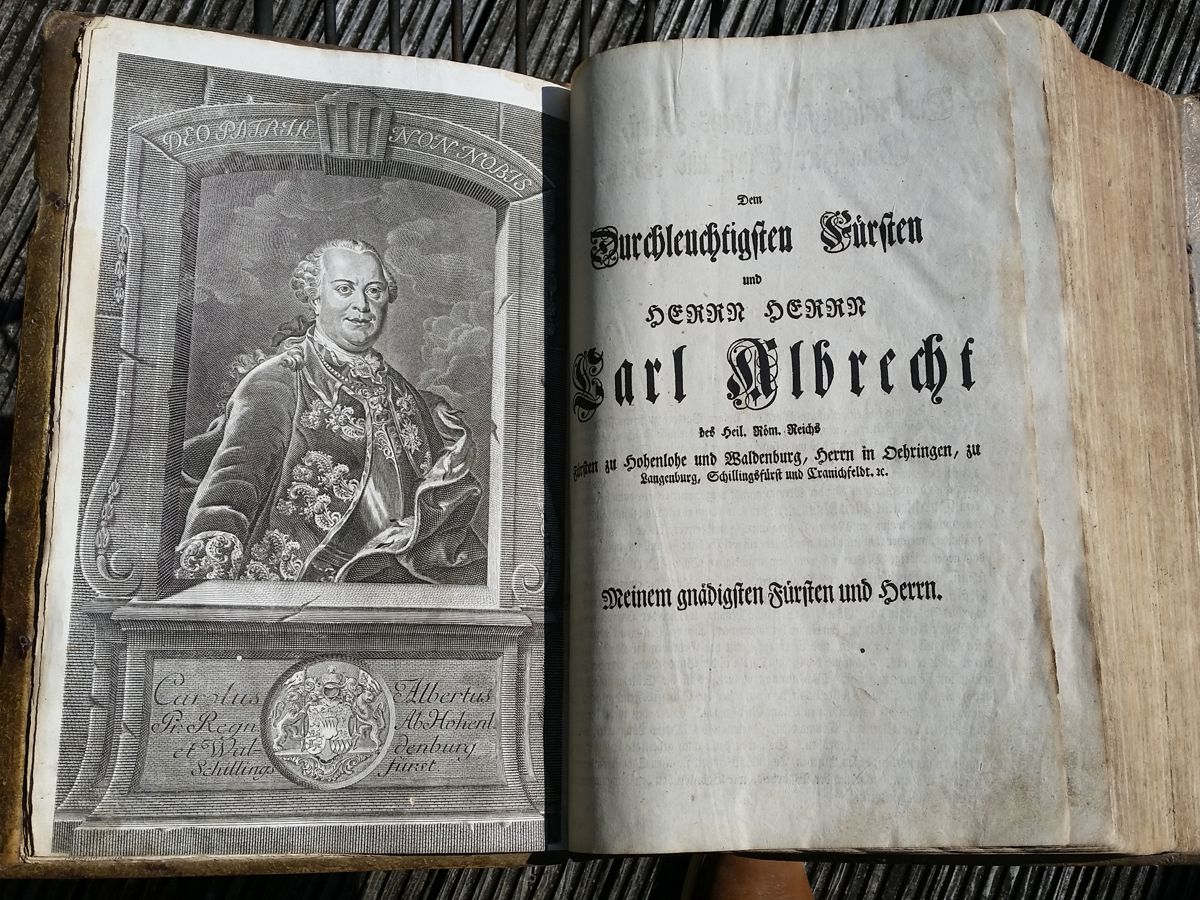 DEO PATRIÆ NON NOBIS
Carolus Albertus
Pr. Regn Ab Hohenl
et Wal denburg
Schillings fürst
Dem
Durchleuchtigsten Fürsten
und
HERRN HERRN
Carl Albrecht
des Heil. Röm. Reichs
Fürsten zu Hohenlohe und Waldenburg, Herrn in Oehringen, zu
Langenburg, Schillingsfürst und Cranichfeldt. ꝛc.
Meinem gnädigsten Fürsten und Herrn.